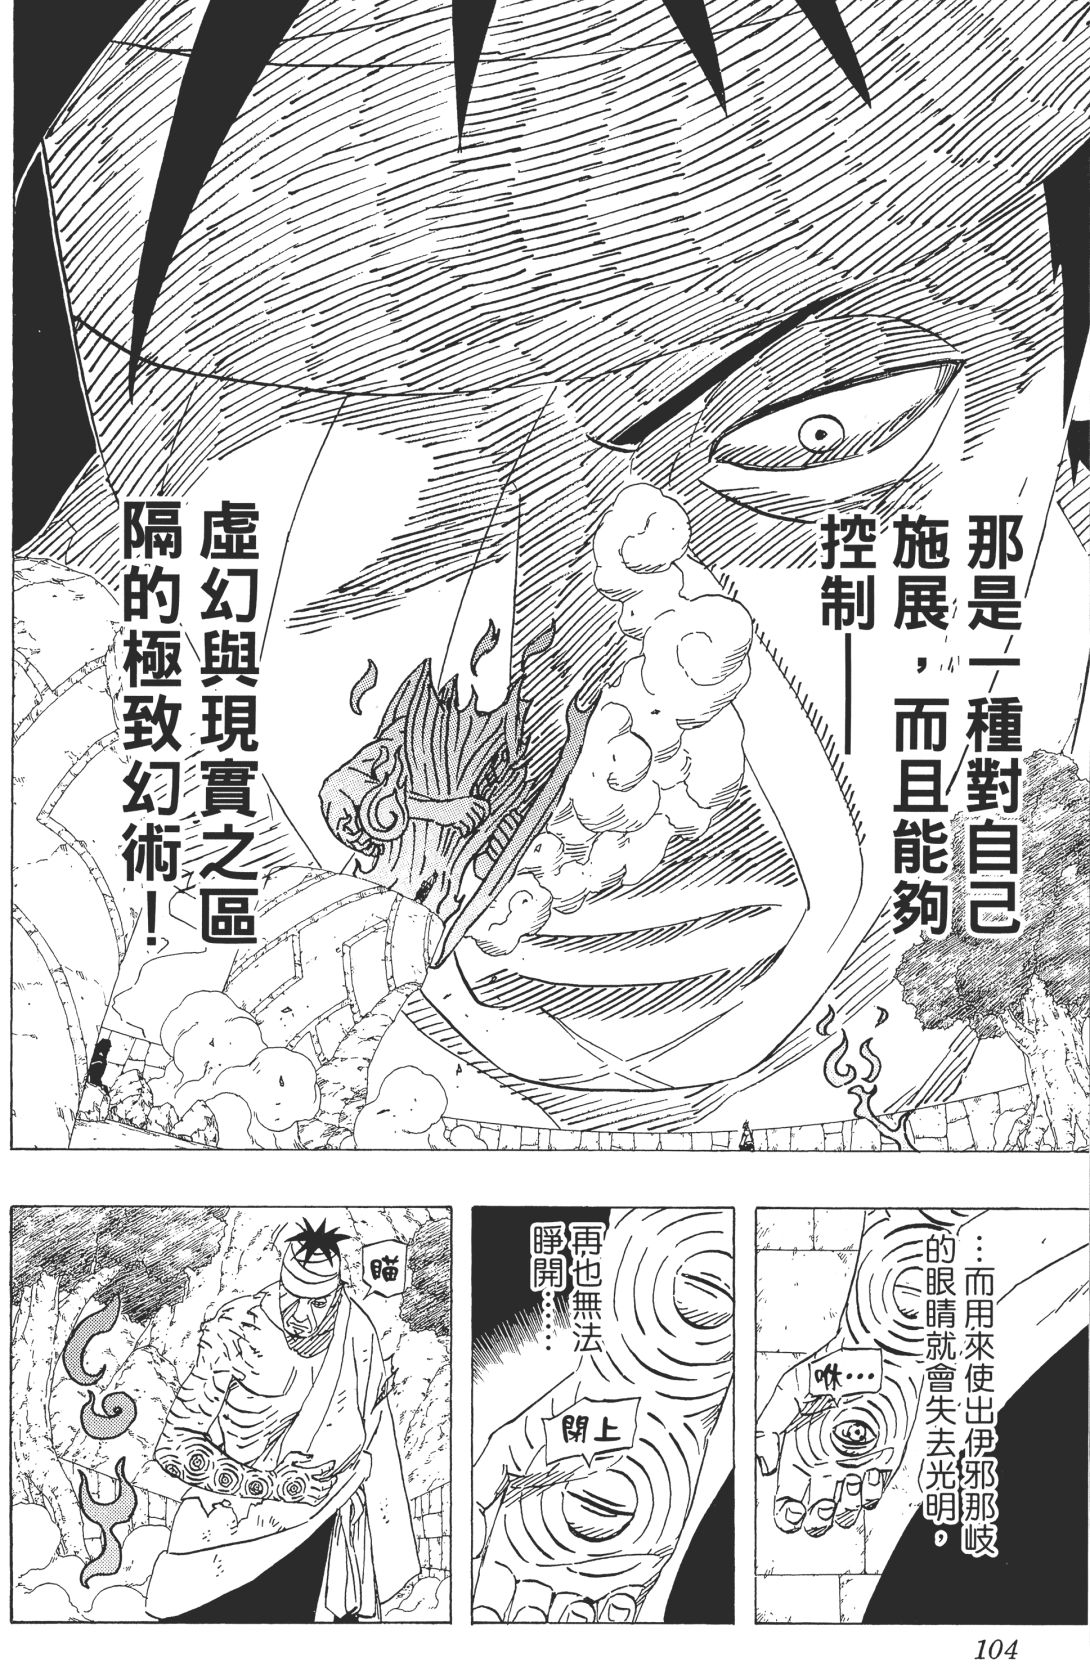 那是一種對自己
施展，而且能夠
控制——
虛幻與現實之區
隔的極致幻術！
…而用來使出伊邪那岐
的眼睛就會失去光明，
咻…
再也無法
睜開……
閉上
瞄
104